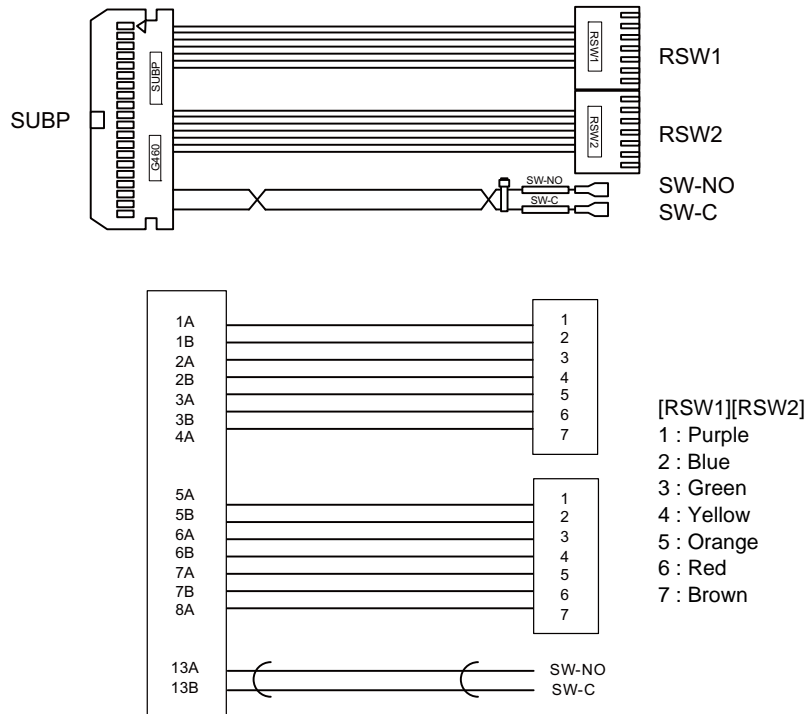 SUBP
SUBP
G460
RSW1
RSW2
SW-NO
SW-C
RSW1
RSW2
SW-NO
SW-C
1A
1B
2A
2B
3A
3B
4A
1
2
3
4
5
6
7
5A
5B
6A
6B
7A
7B
8A
1
2
3
4
5
6
7
13A
13B
SW-NO
SW-C
[RSW1][RSW2]
1 : Purple
2 : Blue
3 : Green
4 : Yellow
5 : Orange
6 : Red
7 : Brown